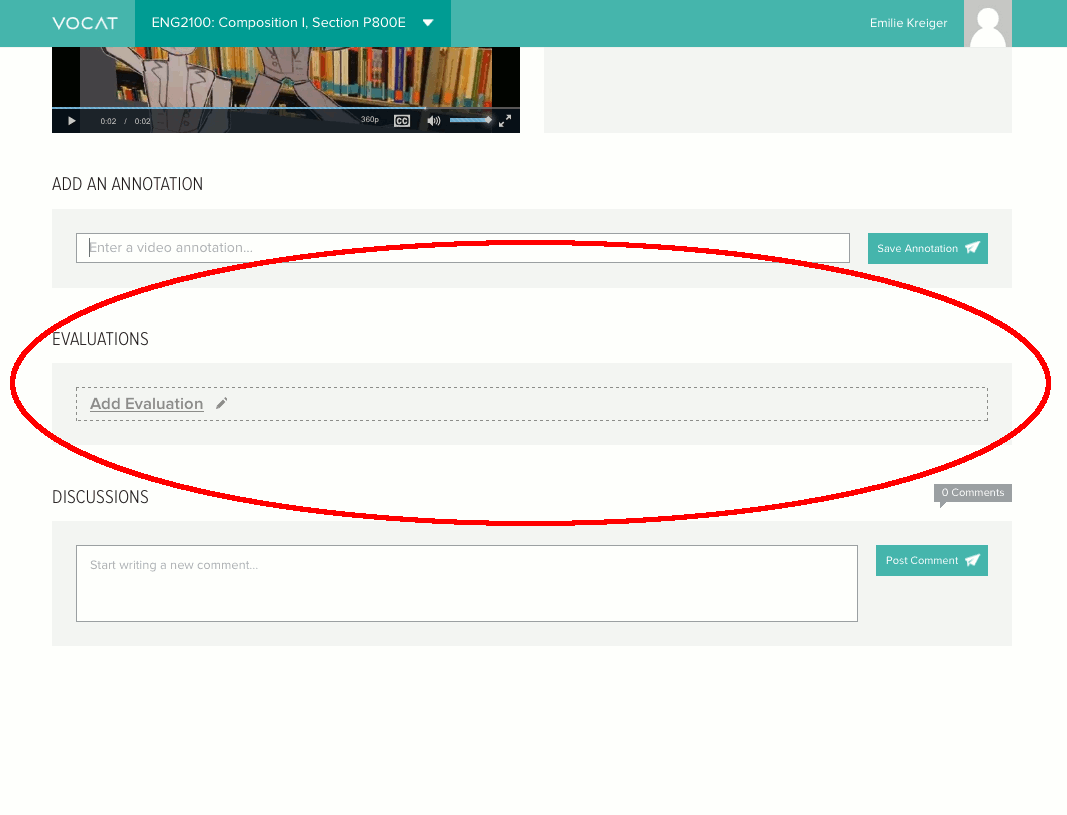 VOCAT ENG2100: Composition I, Section P800E Emilie Kreiger
0:02 / 0:02 360p CC
ADD AN ANNOTATION
Enter a video annotation... Save Annotation
EVALUATIONS
Add Evaluation
DISCUSSIONS 0 Comments
Start writing a new comment... Post Comment